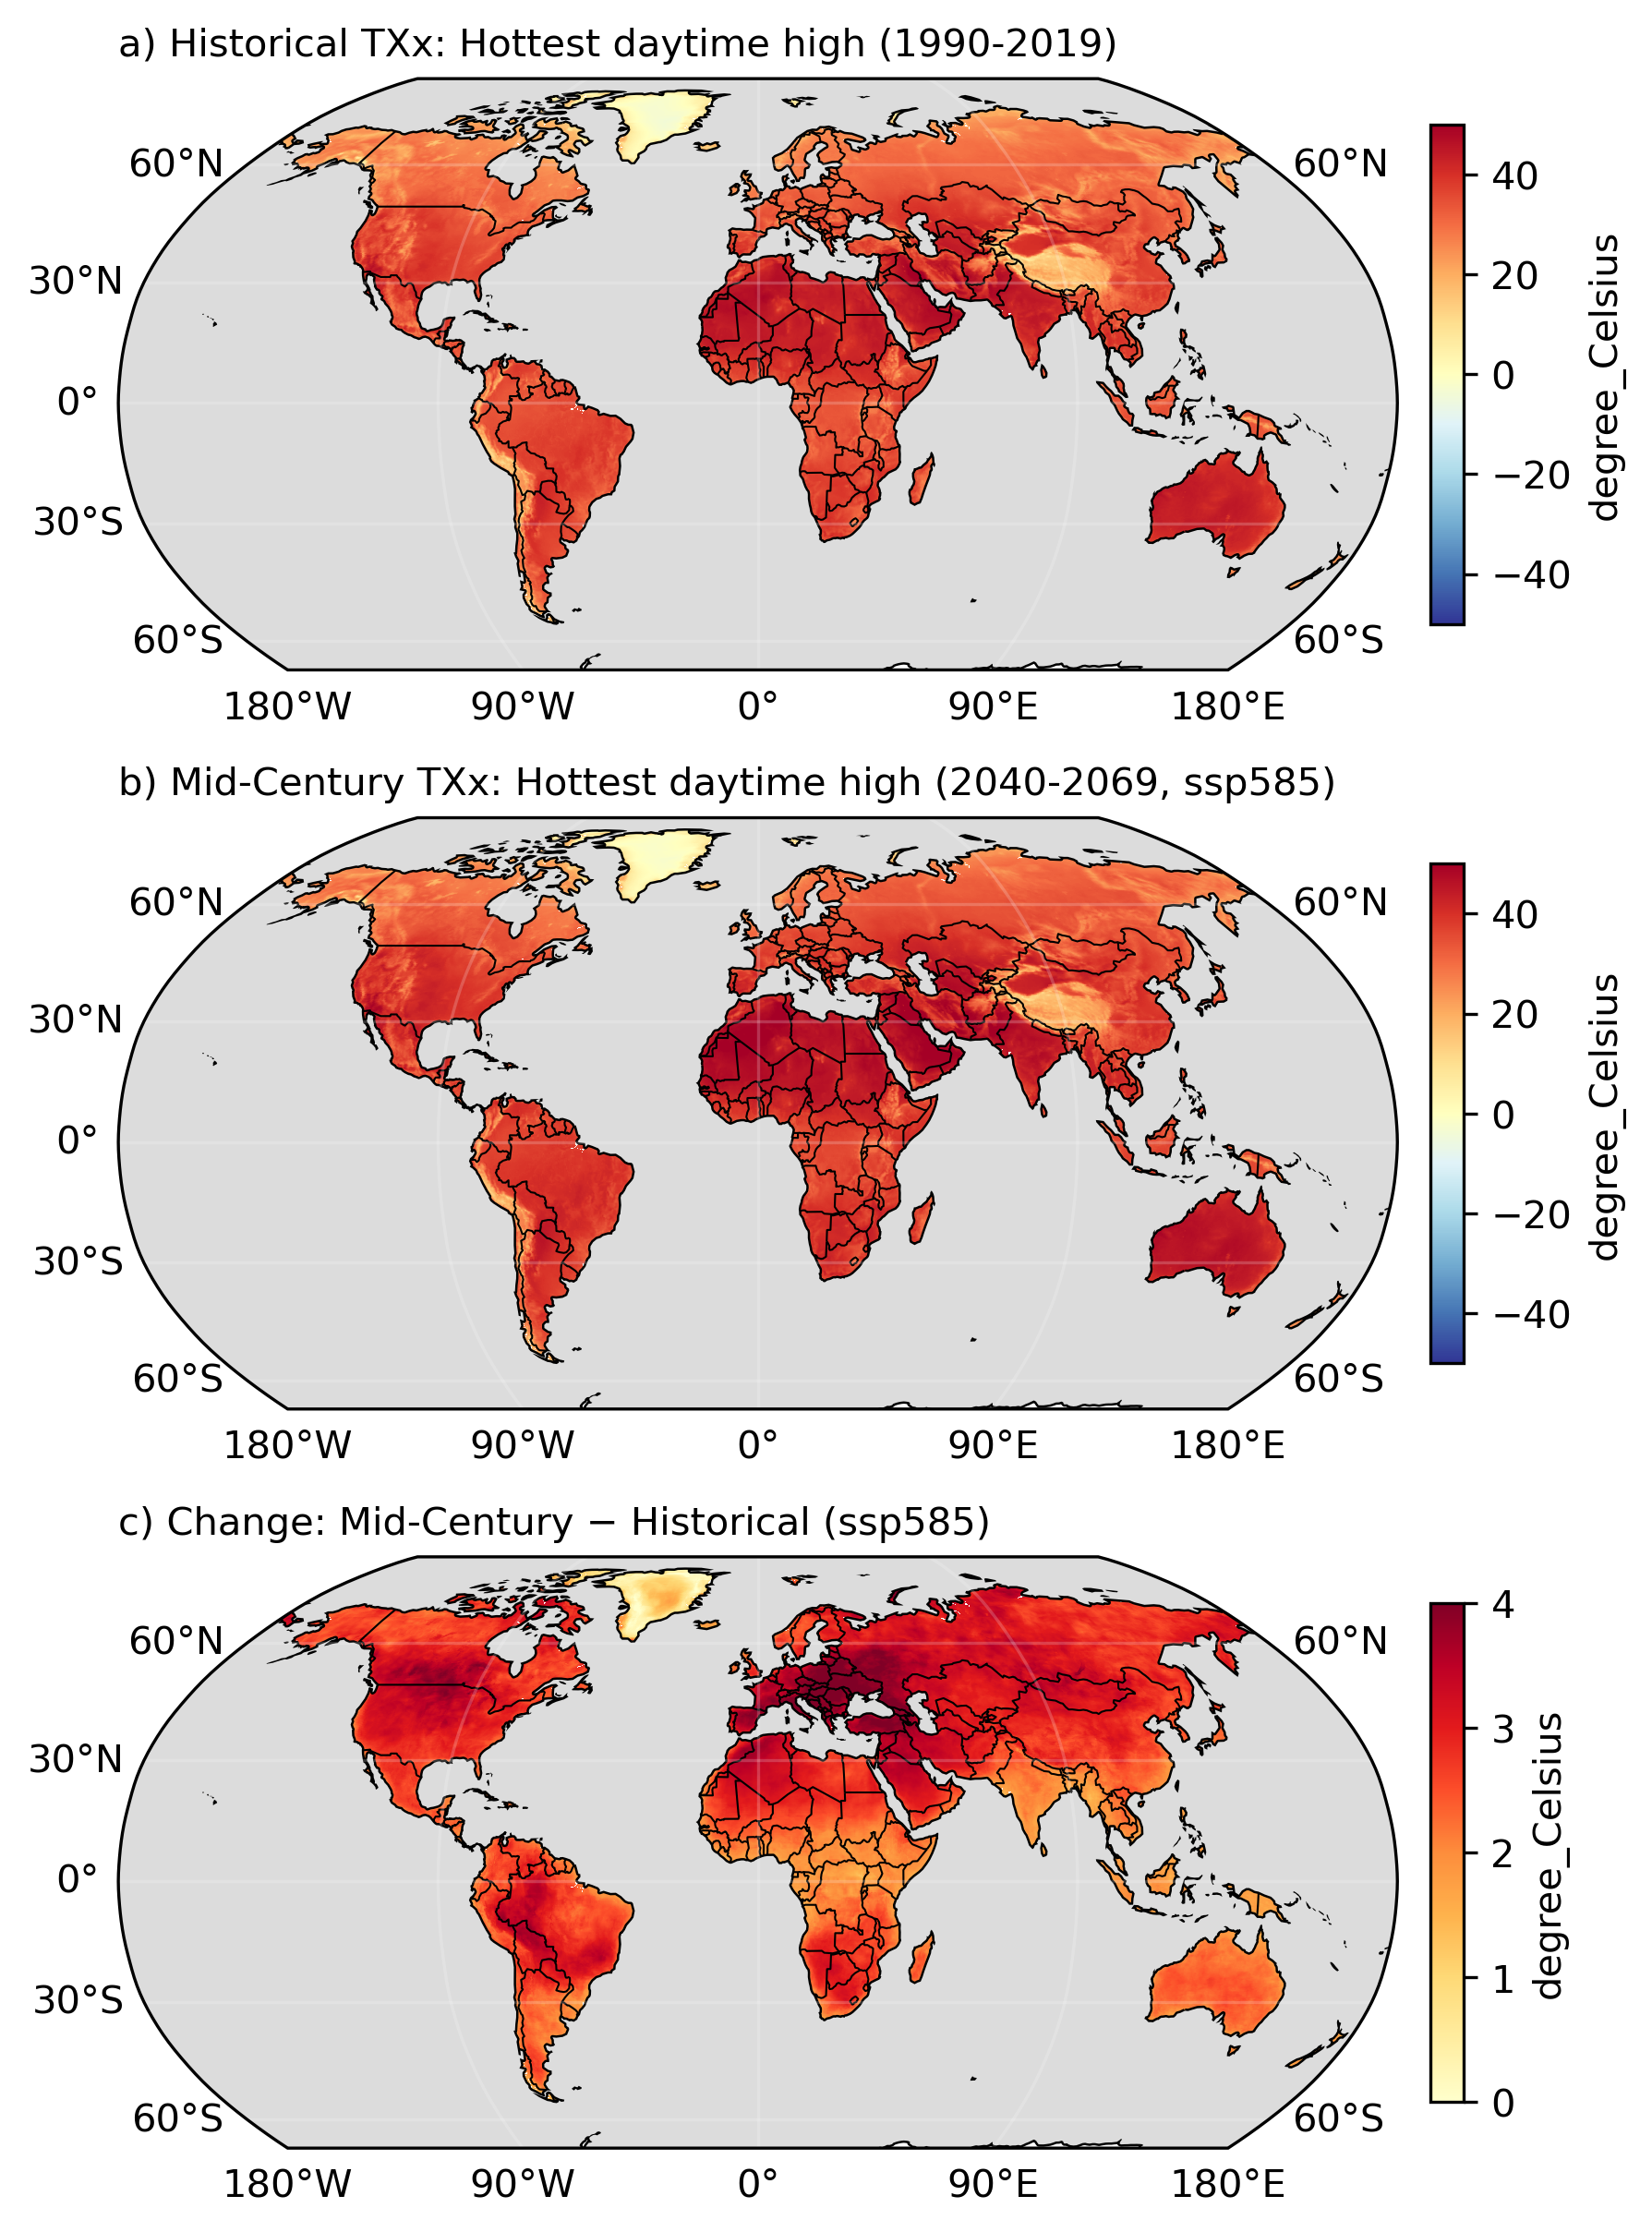 a) Historical TXx: Hottest daytime high (1990-2019)
60°N
60°N
30°N
0°
30°S
60°S
60°S
180°W 90°W 0° 90°E 180°E
40
20
0
−20
−40
degree_Celsius
b) Mid-Century TXx: Hottest daytime high (2040-2069, ssp585)
60°N
60°N
30°N
0°
30°S
60°S
60°S
180°W 90°W 0° 90°E 180°E
40
20
0
−20
−40
degree_Celsius
c) Change: Mid-Century − Historical (ssp585)
60°N
60°N
30°N
0°
30°S
60°S
60°S
180°W 90°W 0° 90°E 180°E
4
3
2
1
0
degree_Celsius